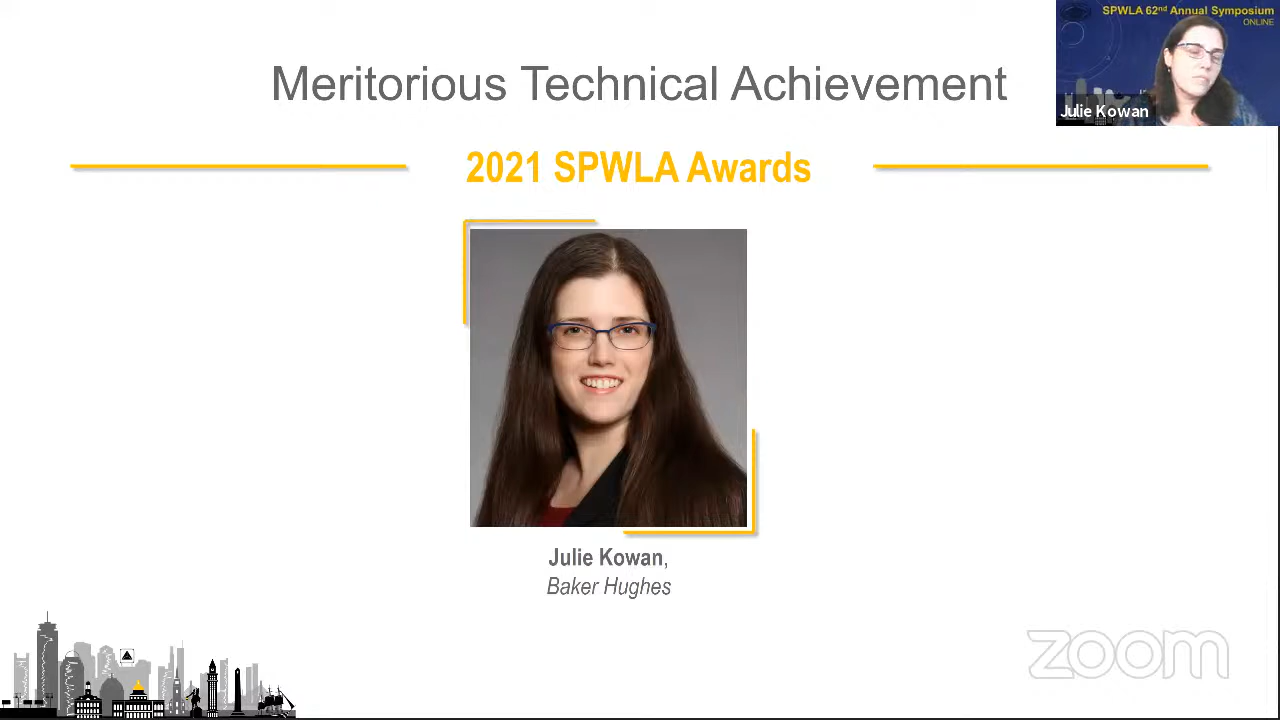 SPWLA 62nd Annual Symposium
ONLINE
Julie Kowan
Meritorious Technical Achievement
2021 SPWLA Awards
Julie Kowan,
Baker Hughes
zoom